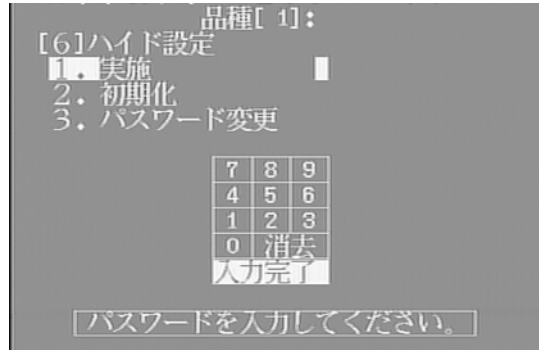 品種[ 1]:
[6]ハイド設定
1. 実施
2. 初期化
3. パスワード変更
7 8 9
4 5 6
1 2 3
0 消去
入力完了
パスワードを入力してください。